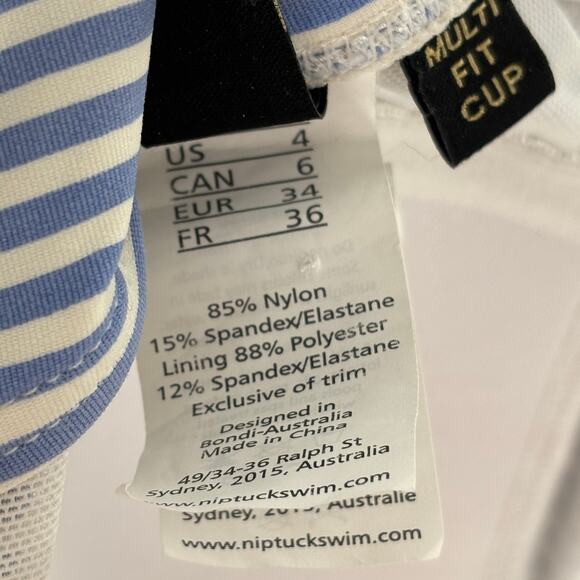 MULTI
FIT
CUP
US 4
CAN 6
EUR 34
FR 36
85% Nylon
15% Spandex/Elastane
Lining 88% Polyester
12% Spandex/Elastane
Exclusive of trim
Designed in
Bondi-Australia
Made in China
49/34-36 Ralph St
Sydney, 2015, Australia
www.niptuckswim.com
Sydney, 2015, Australie
www.niptuckswim.com